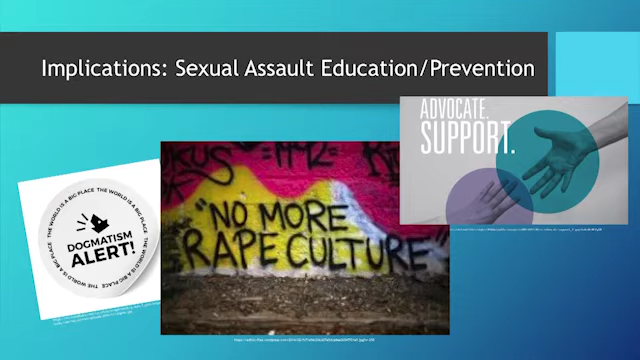 Implications: Sexual Assault Education/Prevention
ADVOCATE.
SUPPORT.
THE WORLD IS A BIG PLACE THE WORLD IS A BIG PLACE THE WORLD IS A BIG PLACE
DOGMATISM
ALERT!
"NO MORE
RAPE CULTURE"